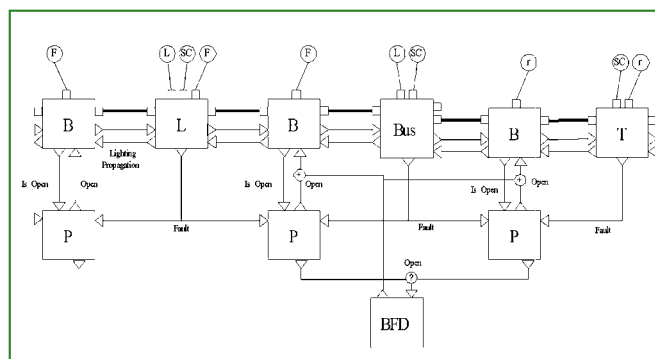 F L SC F F L SC r SC r
B L B Bus B T
Lighting
Propagation
Is Open Open Is Open Open Is Open Open
P P P
Fault Fault Fault
Open
?
BFD